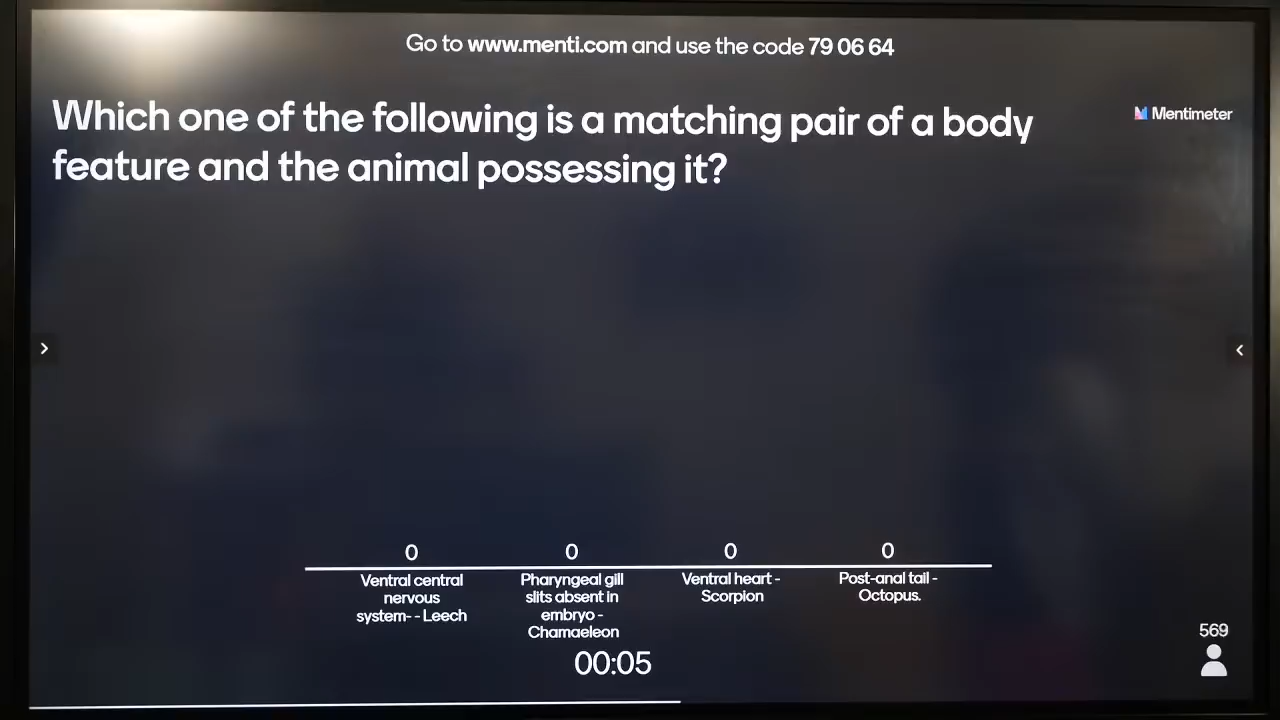 Go to www.menti.com and use the code 79 06 64
Which one of the following is a matching pair of a body
feature and the animal possessing it?
Mentimeter
0
Ventral central
nervous
system- - Leech
0
Pharyngeal gill
slits absent in
embryo -
Chamaeleon
0
Ventral heart -
Scorpion
0
Post-anal tail -
Octopus.
00:05
569